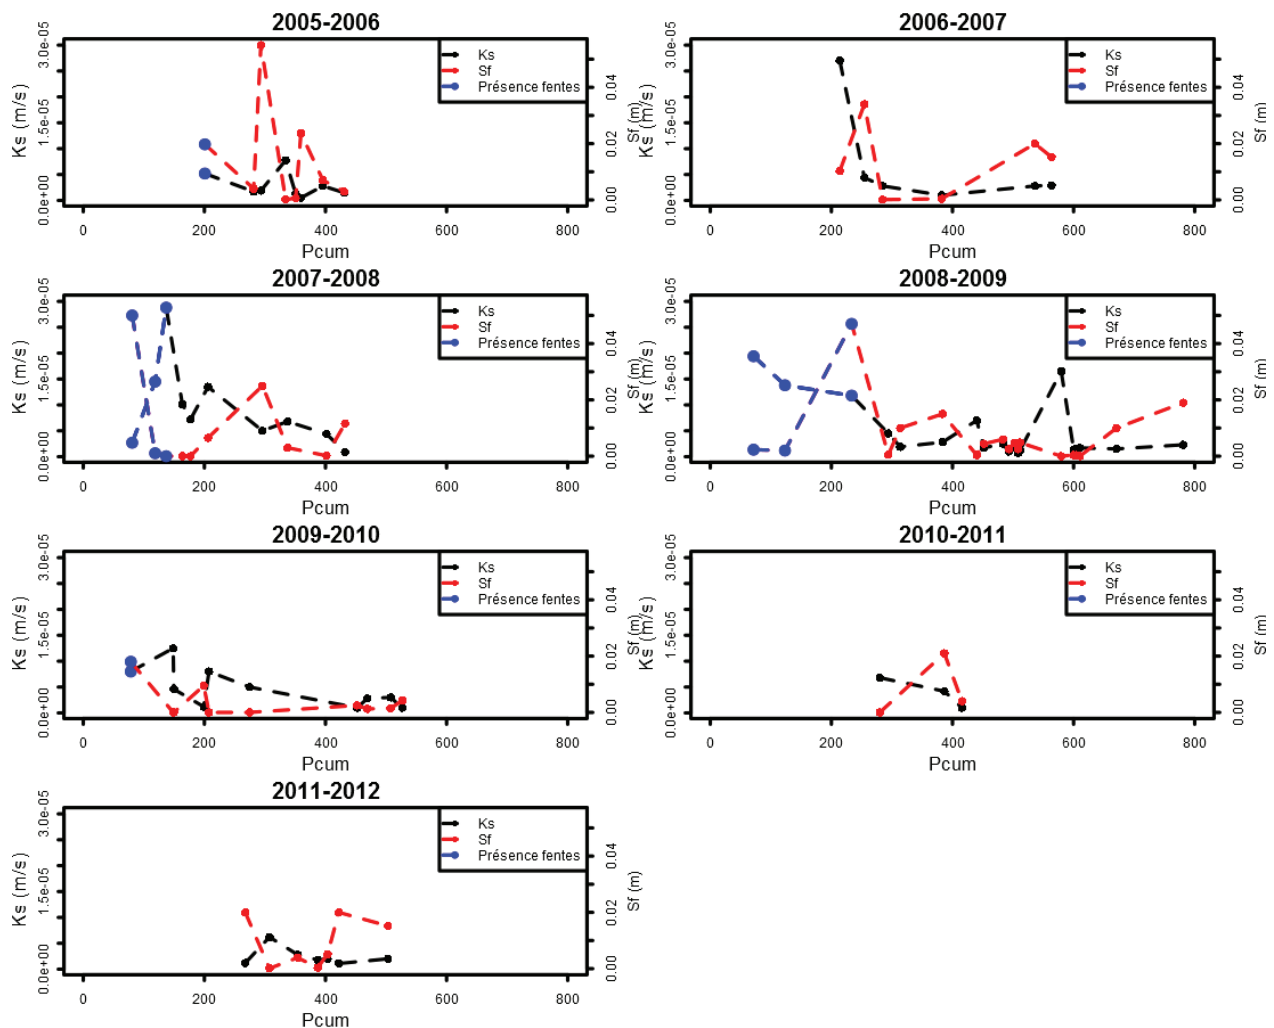 2005-2006
Ks (m/s)
0.0e+00 1.5e-05 3.0e-05
Ks
Sf
Présence fentes
0.00 0.02 0.04
Sf (m)
0 200 400 600 800
Pcum
2006-2007
Ks (m/s)
0.0e+00 1.5e-05 3.0e-05
Ks
Sf
Présence fentes
0.00 0.02 0.04
Sf (m)
0 200 400 600 800
Pcum
2007-2008
Ks (m/s)
0.0e+00 1.5e-05 3.0e-05
Ks
Sf
Présence fentes
0.00 0.02 0.04
Sf (m)
0 200 400 600 800
Pcum
2008-2009
Ks (m/s)
0.0e+00 1.5e-05 3.0e-05
Ks
Sf
Présence fentes
0.00 0.02 0.04
Sf (m)
0 200 400 600 800
Pcum
2009-2010
Ks (m/s)
0.0e+00 1.5e-05 3.0e-05
Ks
Sf
Présence fentes
0.00 0.02 0.04
Sf (m)
0 200 400 600 800
Pcum
2010-2011
Ks (m/s)
0.0e+00 1.5e-05 3.0e-05
Ks
Sf
Présence fentes
0.00 0.02 0.04
Sf (m)
0 200 400 600 800
Pcum
2011-2012
Ks (m/s)
0.0e+00 1.5e-05 3.0e-05
Ks
Sf
Présence fentes
0.00 0.02 0.04
Sf (m)
0 200 400 600 800
Pcum